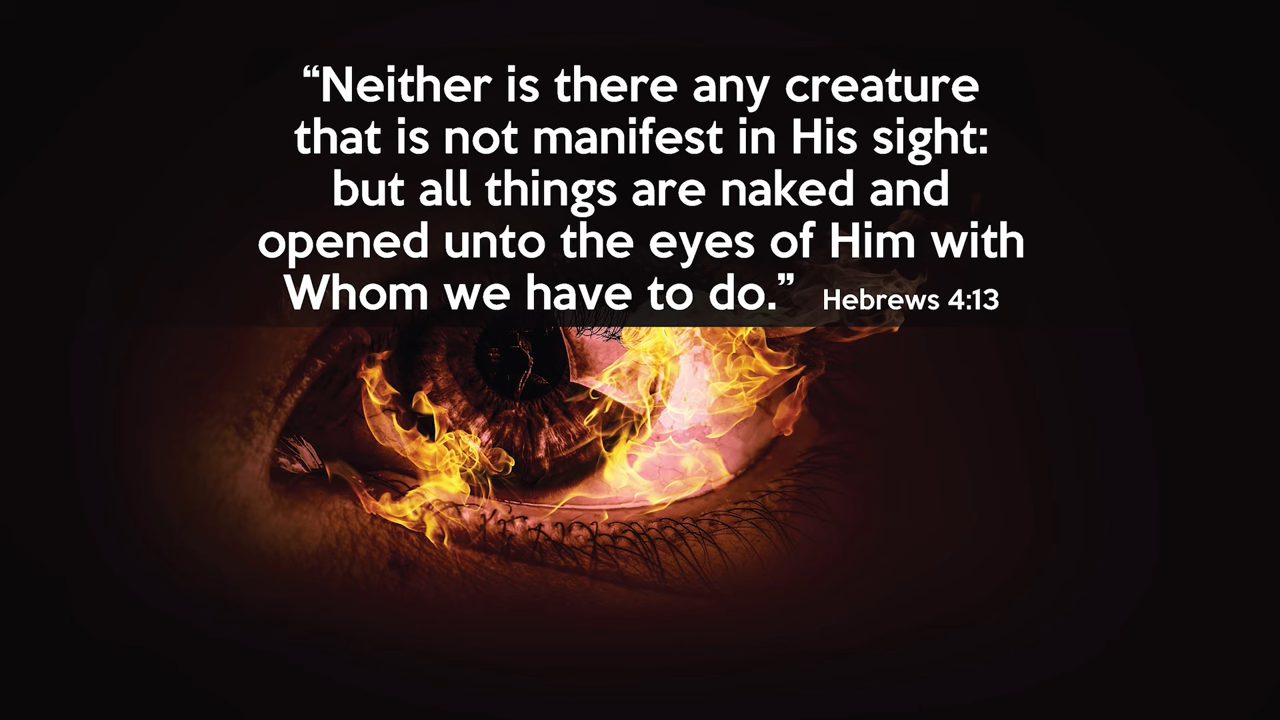 “Neither is there any creature
that is not manifest in His sight:
but all things are naked and
opened unto the eyes of Him with
Whom we have to do.” Hebrews 4:13